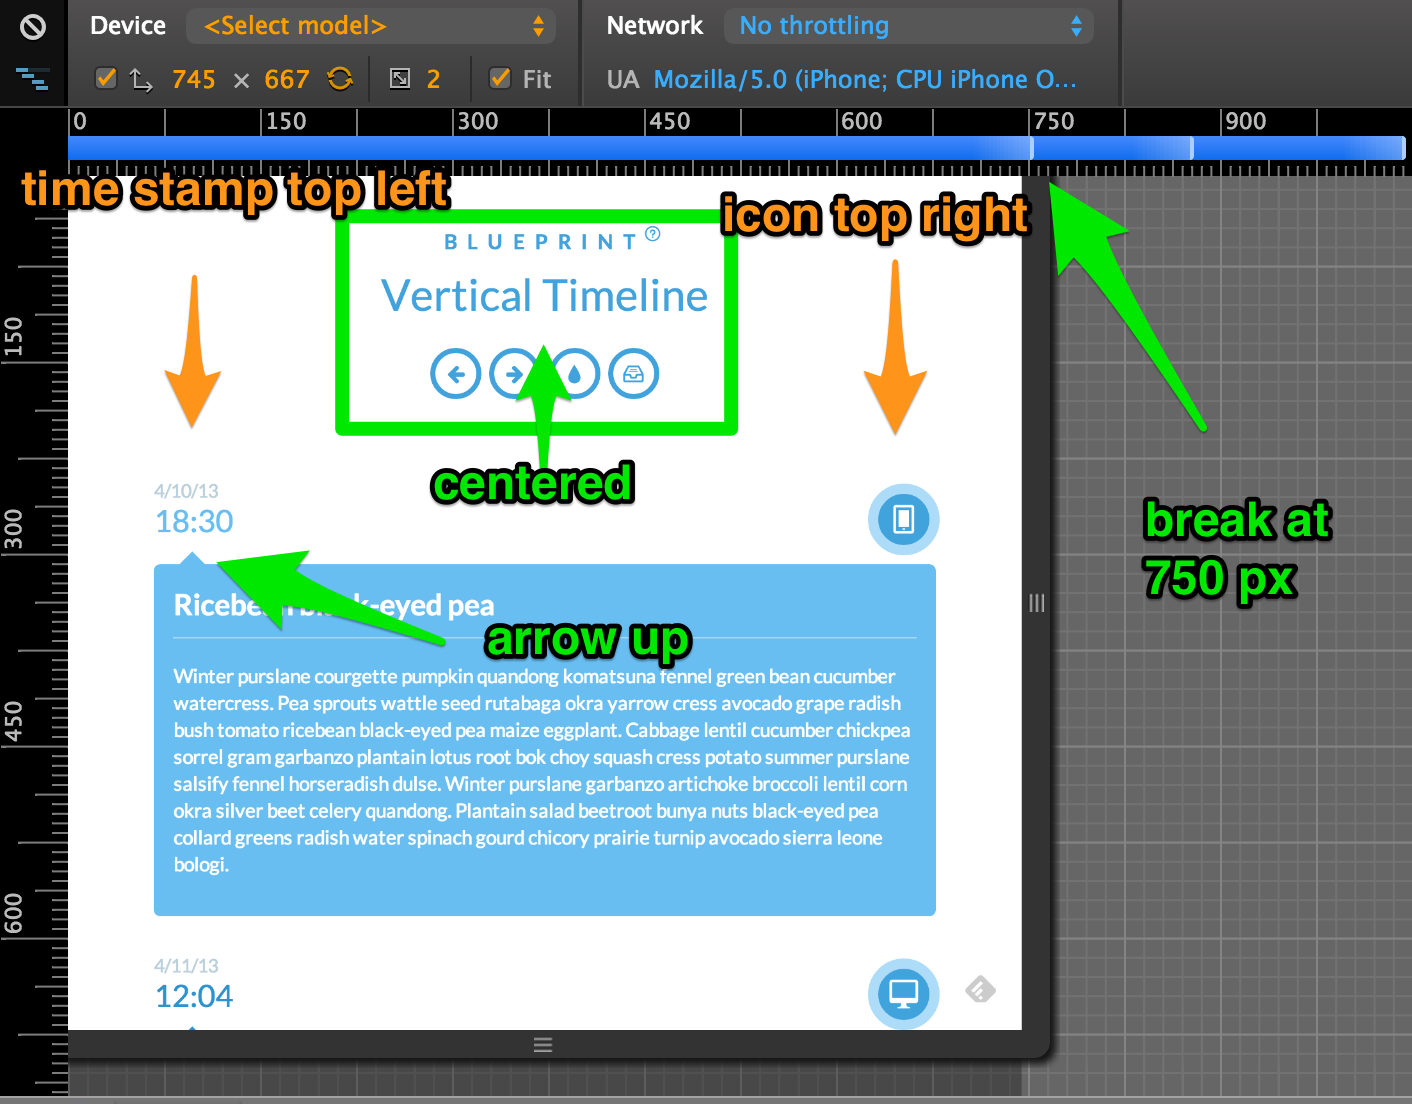 Device <Select model> Network No throttling
745 × 667 2 Fit UA Mozilla/5.0 (iPhone; CPU iPhone O...
0 150 300 450 600 750 900
time stamp top left
icon top right
BLUEPRINT ?
Vertical Timeline
150
centered
4/10/13
18:30
300
break at
750 px
Ricebean black-eyed pea
arrow up
Winter purslane courgette pumpkin quandong komatsuna fennel green bean cucumber
watercress. Pea sprouts wattle seed rutabaga okra yarrow cress avocado grape radish
bush tomato ricebean black-eyed pea maize eggplant. Cabbage lentil cucumber chickpea
450
sorrel gram garbanzo plantain lotus root bok choy squash cress potato summer purslane
salsify fennel horseradish dulse. Winter purslane garbanzo artichoke broccoli lentil corn
okra silver beet celery quandong. Plantain salad beetroot bunya nuts black-eyed pea
collard greens radish water spinach gourd chicory prairie turnip avocado sierra leone
bologi.
600
4/11/13
12:04